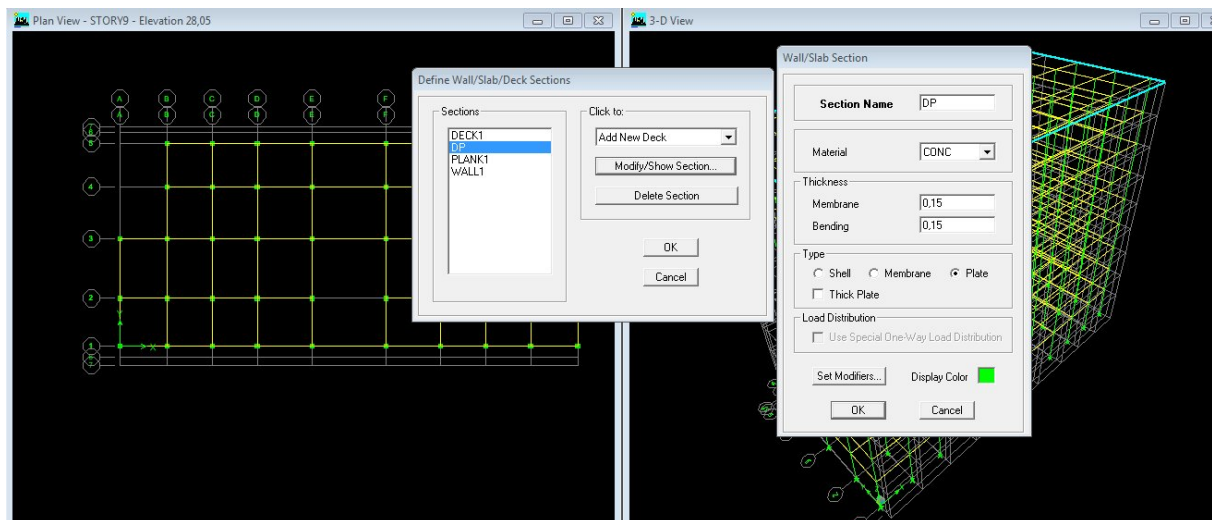 Plan View - STORY9 - Elevation 28,05
3-D View
A B C D E F
A B C D E F
5
4
3
2
1
Y
X
Define Wall/Slab/Deck Sections
Sections
DECK1
DP
PLANK1
WALL1
Click to:
Add New Deck
Modify/Show Section...
Delete Section
OK
Cancel
Wall/Slab Section
Section Name DP
Material CONC
Thickness
Membrane 0,15
Bending 0,15
Type
Shell Membrane Plate
Thick Plate
Load Distribution
Use Special One-Way Load Distribution
Set Modifiers... Display Color
OK Cancel